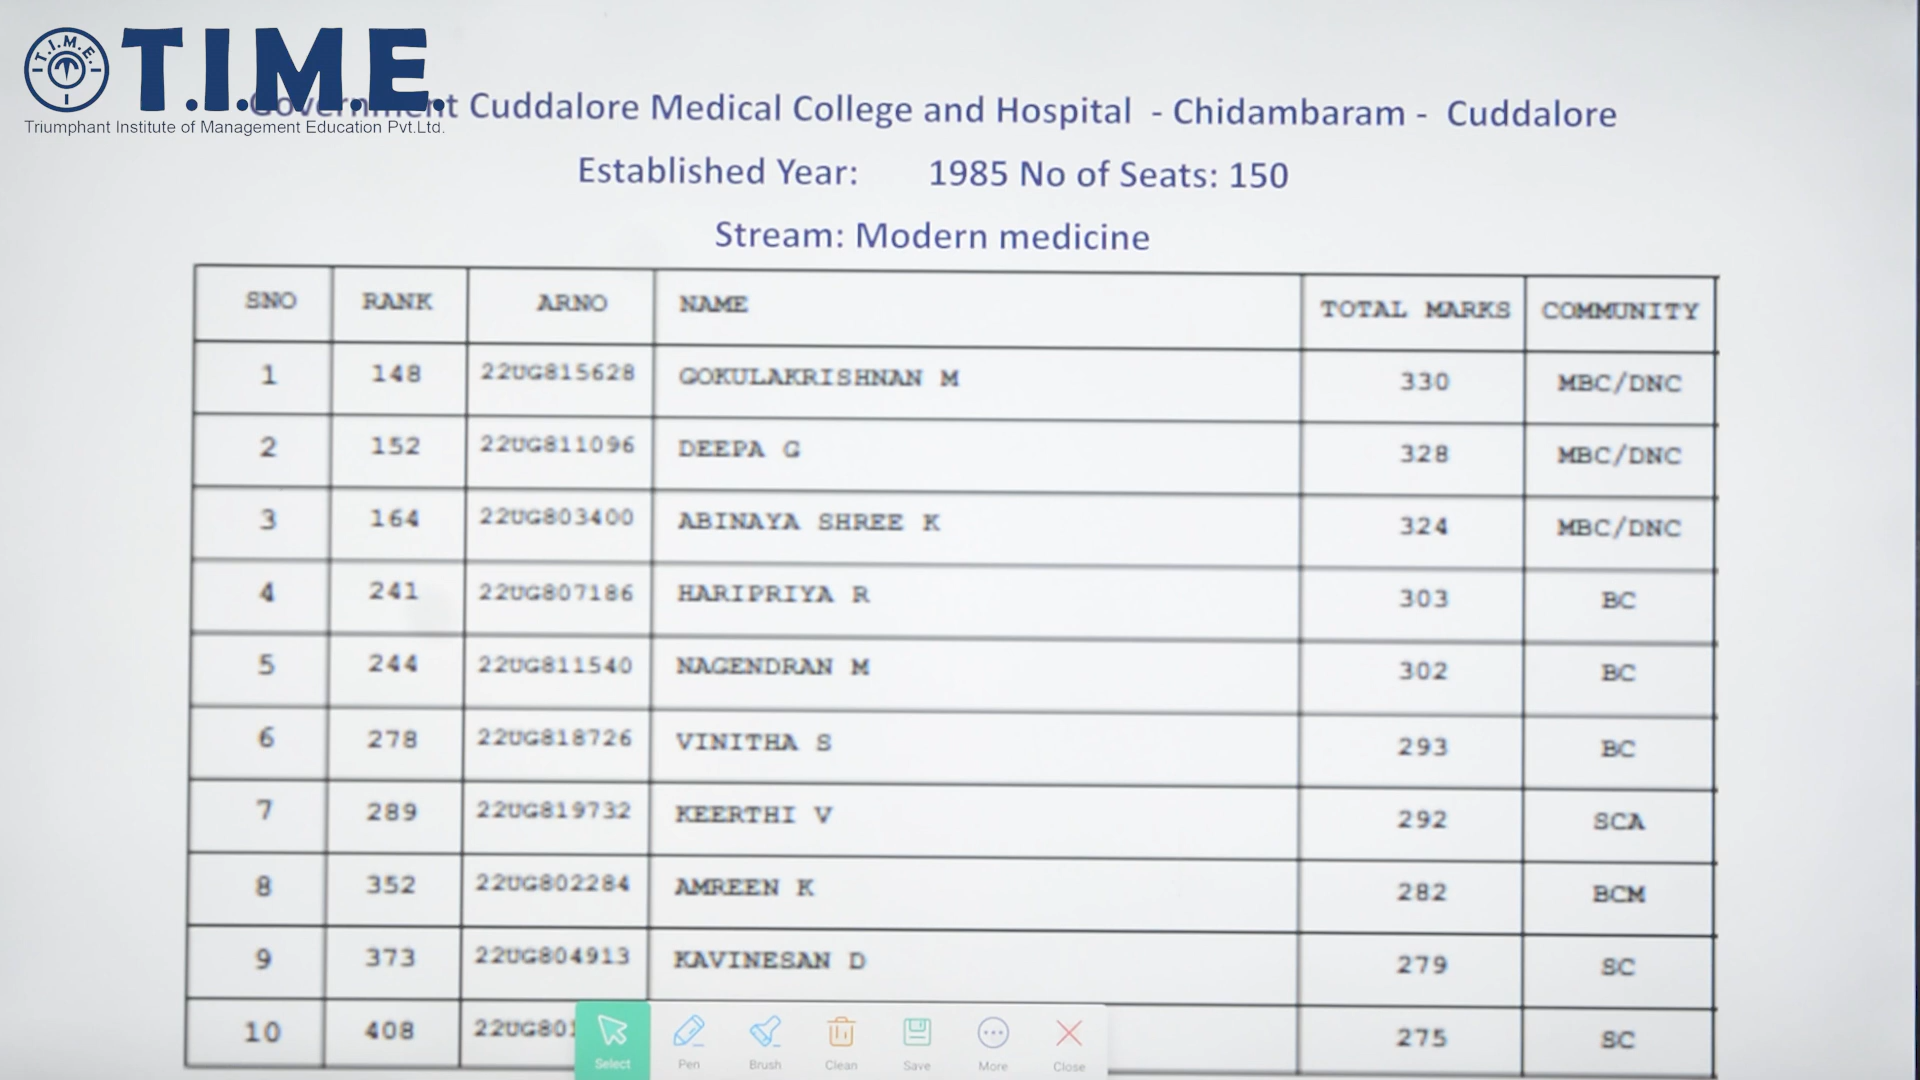 T.I.M.E.
T.I.M.E.
Triumphant Institute of Management Education Pvt.Ltd.
Government Cuddalore Medical College and Hospital - Chidambaram - Cuddalore
Established Year: 1985 No of Seats: 150
Stream: Modern medicine
SNO RANK ARNO NAME TOTAL MARKS COMMUNITY
1 148 22UG815628 GOKULAKRISHNAN M 330 MBC/DNC
2 152 22UG811096 DEEPA G 328 MBC/DNC
3 164 22UG803400 ABINAYA SHREE K 324 MBC/DNC
4 241 22UG807186 HARIPRIYA R 303 BC
5 244 22UG811540 NAGENDRAN M 302 BC
6 278 22UG818726 VINITHA S 293 BC
7 289 22UG819732 KEERTHI V 292 SCA
8 352 22UG802284 AMREEN K 282 BCM
9 373 22UG804913 KAVINESAN D 279 SC
10 408 22UG801 275 SC
Select Pen Brush Clean Save More Close